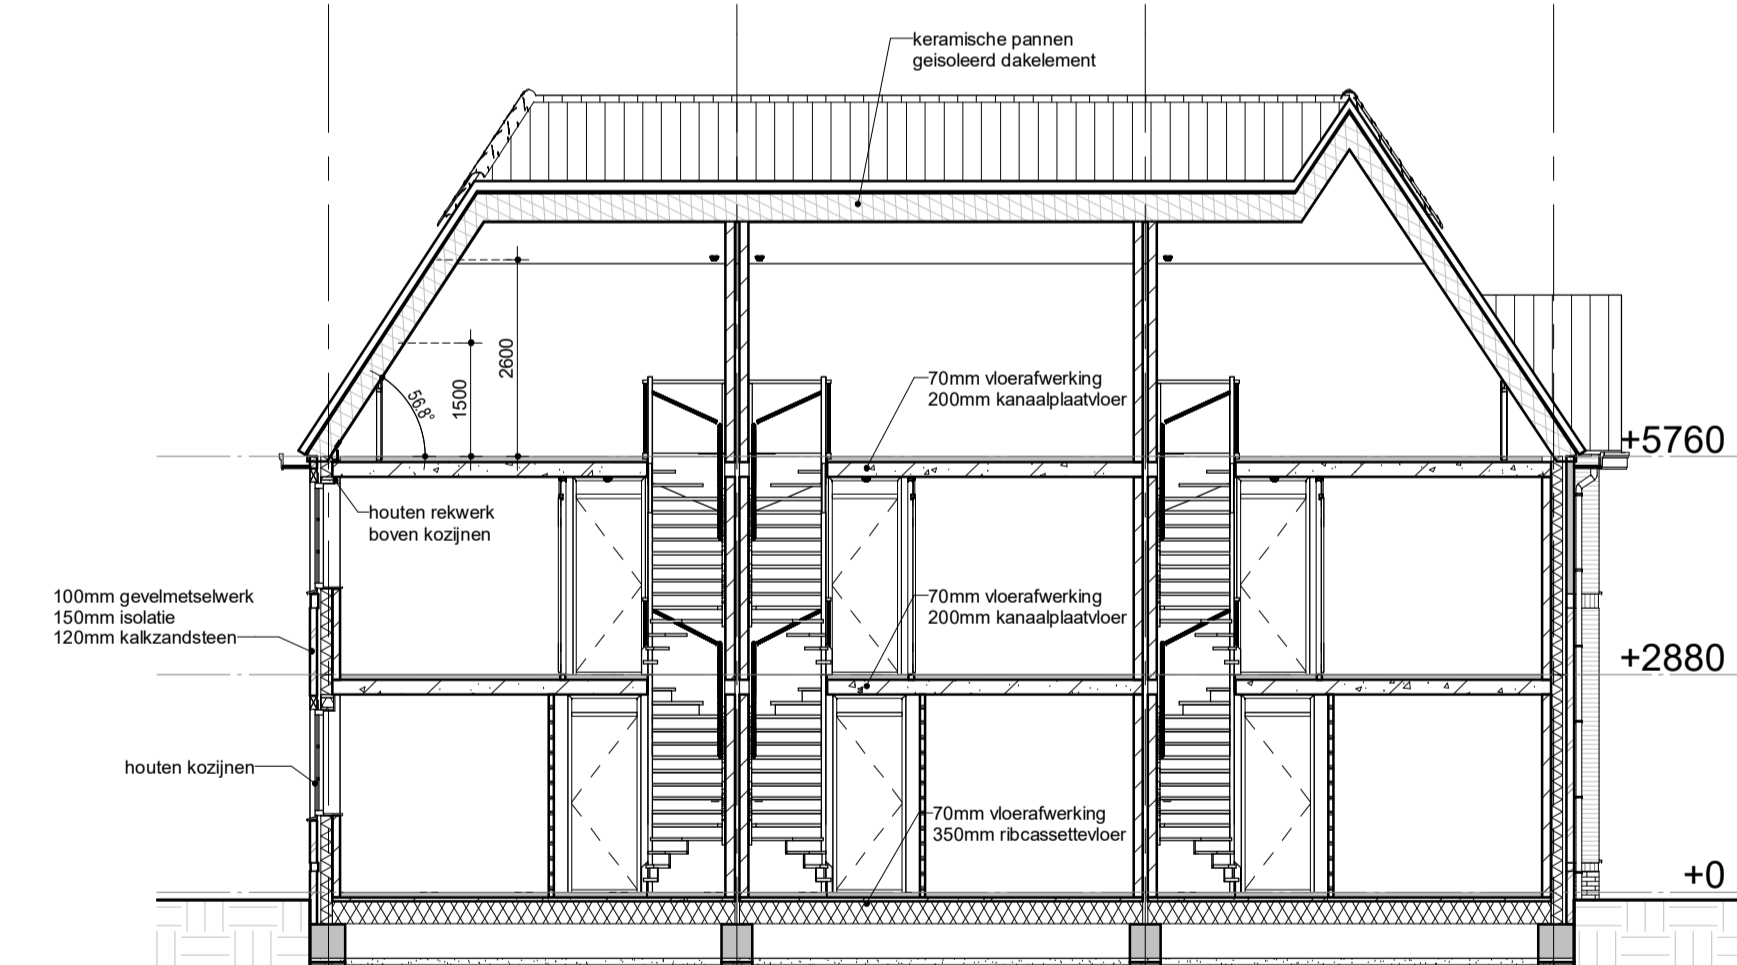 keramische pannen
geisoleerd dakelement
2600
1500
56.8°
70mm vloerafwerking
200mm kanaalplaatvloer
+5760
houten rekwerk
boven kozijnen
100mm gevelmetselwerk
150mm isolatie
120mm kalkzandsteen
70mm vloerafwerking
200mm kanaalplaatvloer
+2880
houten kozijnen
70mm vloerafwerking
350mm ribcassettevloer
+0